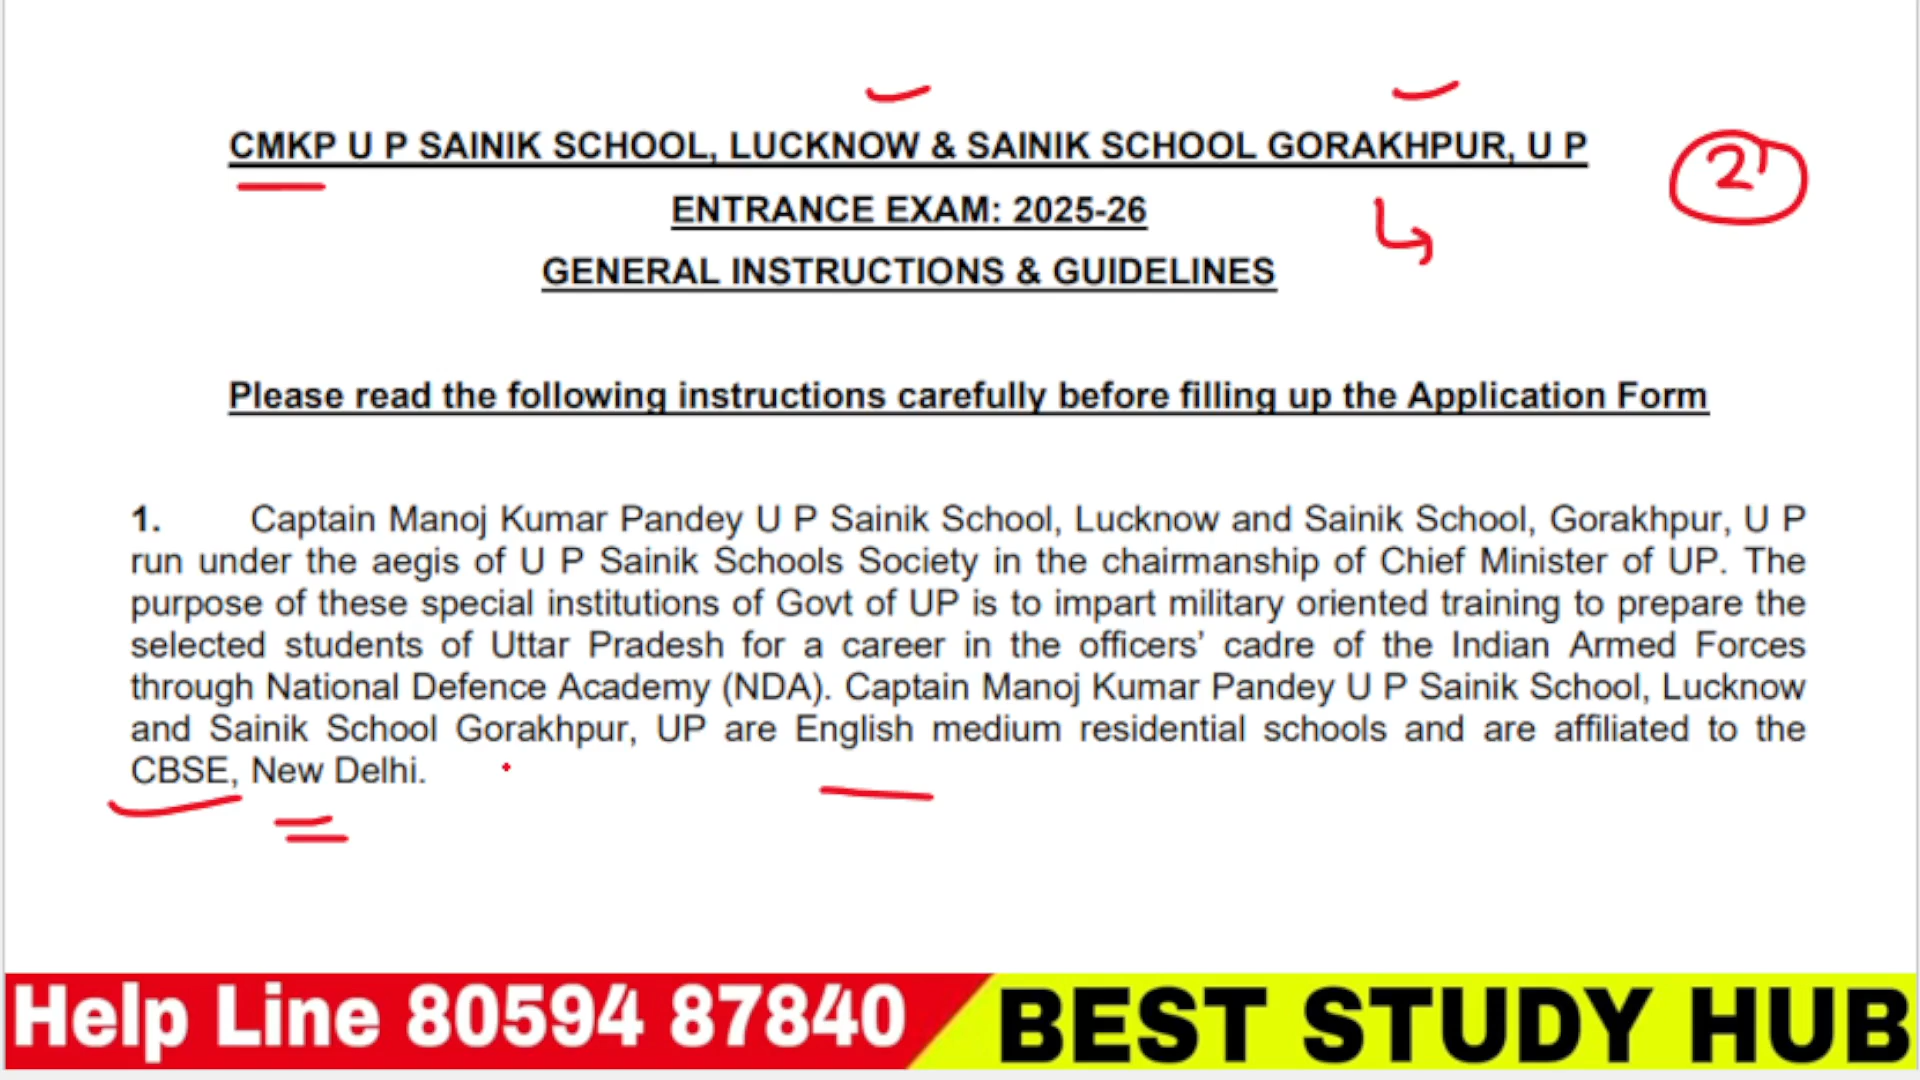 CMKP U P SAINIK SCHOOL, LUCKNOW & SAINIK SCHOOL GORAKHPUR, U P
2
ENTRANCE EXAM: 2025-26
GENERAL INSTRUCTIONS & GUIDELINES
Please read the following instructions carefully before filling up the Application Form
1. Captain Manoj Kumar Pandey U P Sainik School, Lucknow and Sainik School, Gorakhpur, U P
run under the aegis of U P Sainik Schools Society in the chairmanship of Chief Minister of UP. The
purpose of these special institutions of Govt of UP is to impart military oriented training to prepare the
selected students of Uttar Pradesh for a career in the officers’ cadre of the Indian Armed Forces
through National Defence Academy (NDA). Captain Manoj Kumar Pandey U P Sainik School, Lucknow
and Sainik School Gorakhpur, UP are English medium residential schools and are affiliated to the
CBSE, New Delhi.
Help Line 80594 87840
BEST STUDY HUB